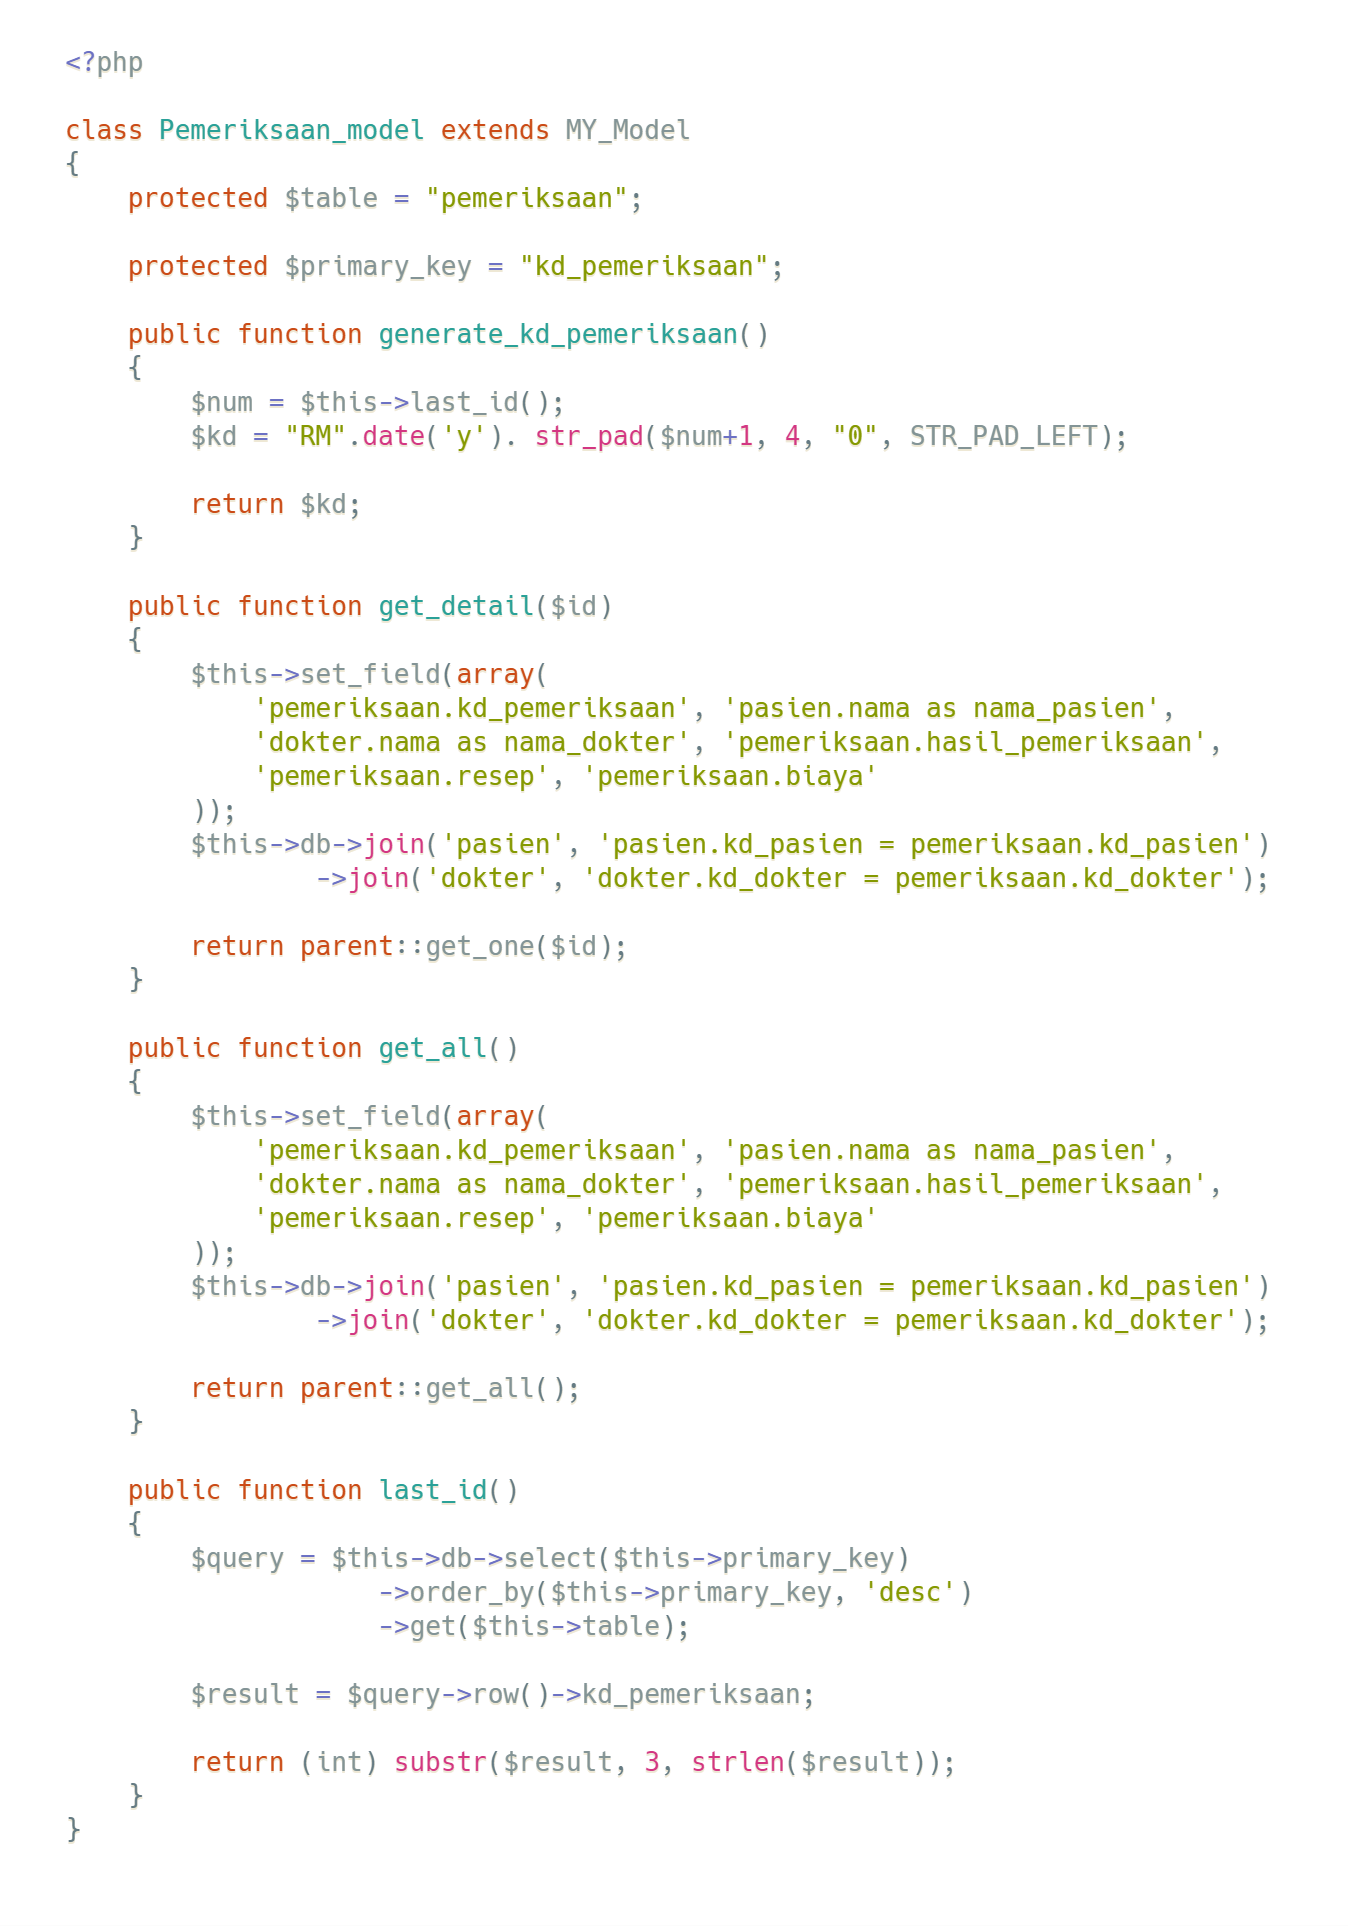 <?php

class Pemeriksaan_model extends MY_Model
{
    protected $table = "pemeriksaan";

    protected $primary_key = "kd_pemeriksaan";

    public function generate_kd_pemeriksaan()
    {
        $num = $this->last_id();
        $kd = "RM".date('y'). str_pad($num+1, 4, "0", STR_PAD_LEFT);

        return $kd;
    }

    public function get_detail($id)
    {
        $this->set_field(array(
            'pemeriksaan.kd_pemeriksaan', 'pasien.nama as nama_pasien',
            'dokter.nama as nama_dokter', 'pemeriksaan.hasil_pemeriksaan',
            'pemeriksaan.resep', 'pemeriksaan.biaya'
        ));
        $this->db->join('pasien', 'pasien.kd_pasien = pemeriksaan.kd_pasien')
                ->join('dokter', 'dokter.kd_dokter = pemeriksaan.kd_dokter');

        return parent::get_one($id);
    }

    public function get_all()
    {
        $this->set_field(array(
            'pemeriksaan.kd_pemeriksaan', 'pasien.nama as nama_pasien',
            'dokter.nama as nama_dokter', 'pemeriksaan.hasil_pemeriksaan',
            'pemeriksaan.resep', 'pemeriksaan.biaya'
        ));
        $this->db->join('pasien', 'pasien.kd_pasien = pemeriksaan.kd_pasien')
                ->join('dokter', 'dokter.kd_dokter = pemeriksaan.kd_dokter');

        return parent::get_all();
    }

    public function last_id()
    {
        $query = $this->db->select($this->primary_key)
                    ->order_by($this->primary_key, 'desc')
                    ->get($this->table);

        $result = $query->row()->kd_pemeriksaan;

        return (int) substr($result, 3, strlen($result));
    }
}